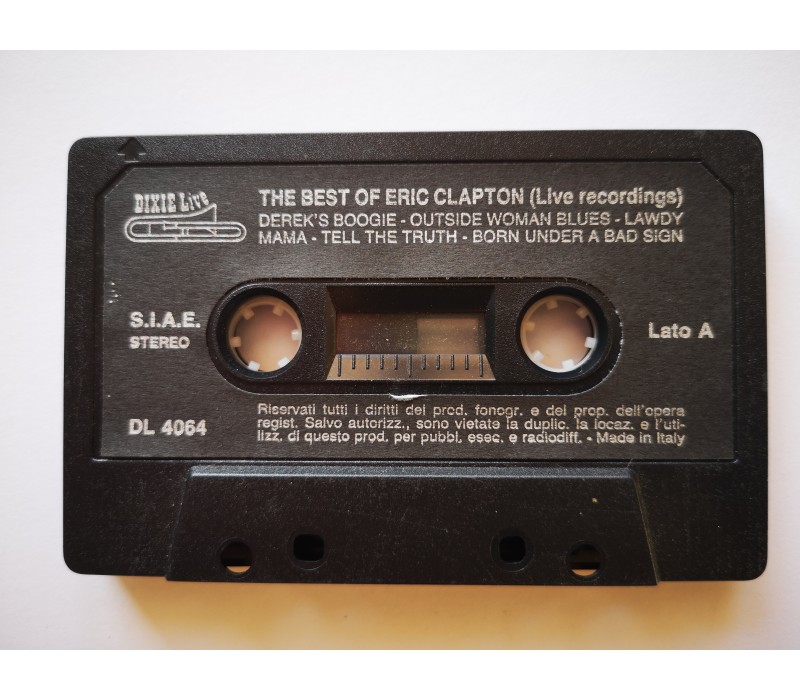 DIXIE Live
THE BEST OF ERIC CLAPTON (Live recordings)
DEREK'S BOOGIE - OUTSIDE WOMAN BLUES - LAWDY
MAMA - TELL THE TRUTH - BORN UNDER A BAD SiGN
S.I.A.E.
STEREO
Lato A
DL 4064
Riservati tutti i diritti del prod. fonogr. e del prop. dell'opera
regist. Salvo autorizz., sono vietate la duplic. la locaz. e l'uti-
lizz. di questo prod. per pubbl. esec. e radiodiff. - Made in Italy